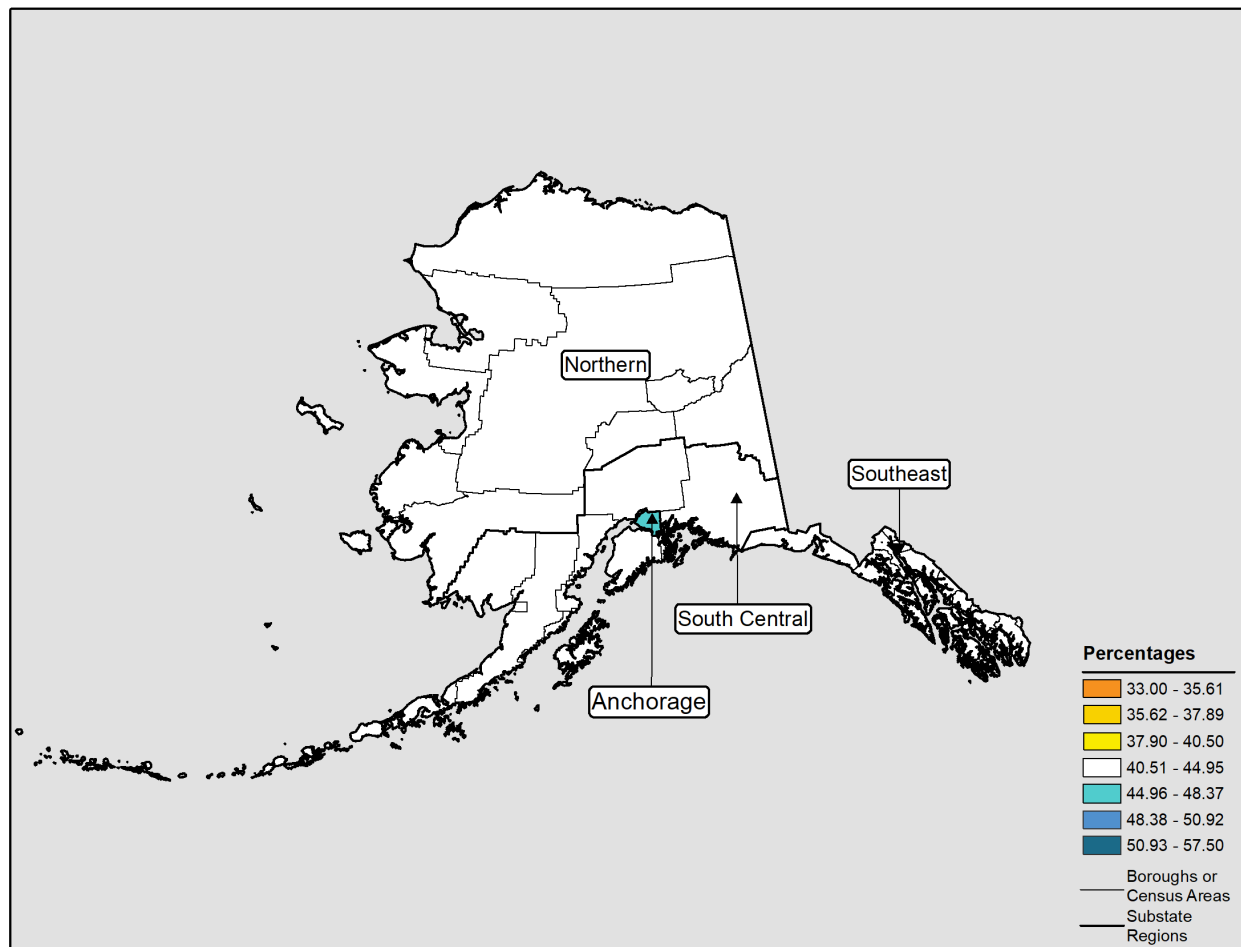 Northern
Southeast
South Central
Anchorage
Percentages
33.00 - 35.61
35.62 - 37.89
37.90 - 40.50
40.51 - 44.95
44.96 - 48.37
48.38 - 50.92
50.93 - 57.50
Boroughs or
Census Areas
Substate
Regions